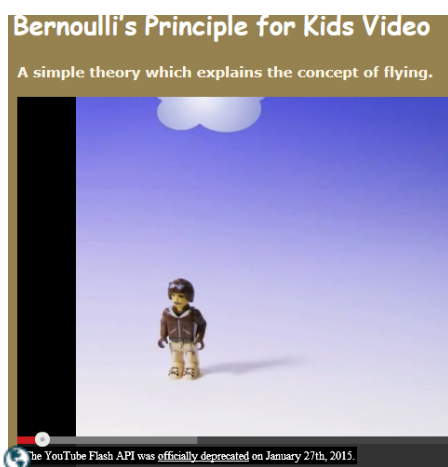 Bernoulli's Principle for Kids Video
A simple theory which explains the concept of flying.
The YouTube Flash API was officially deprecated on January 27th, 2015.